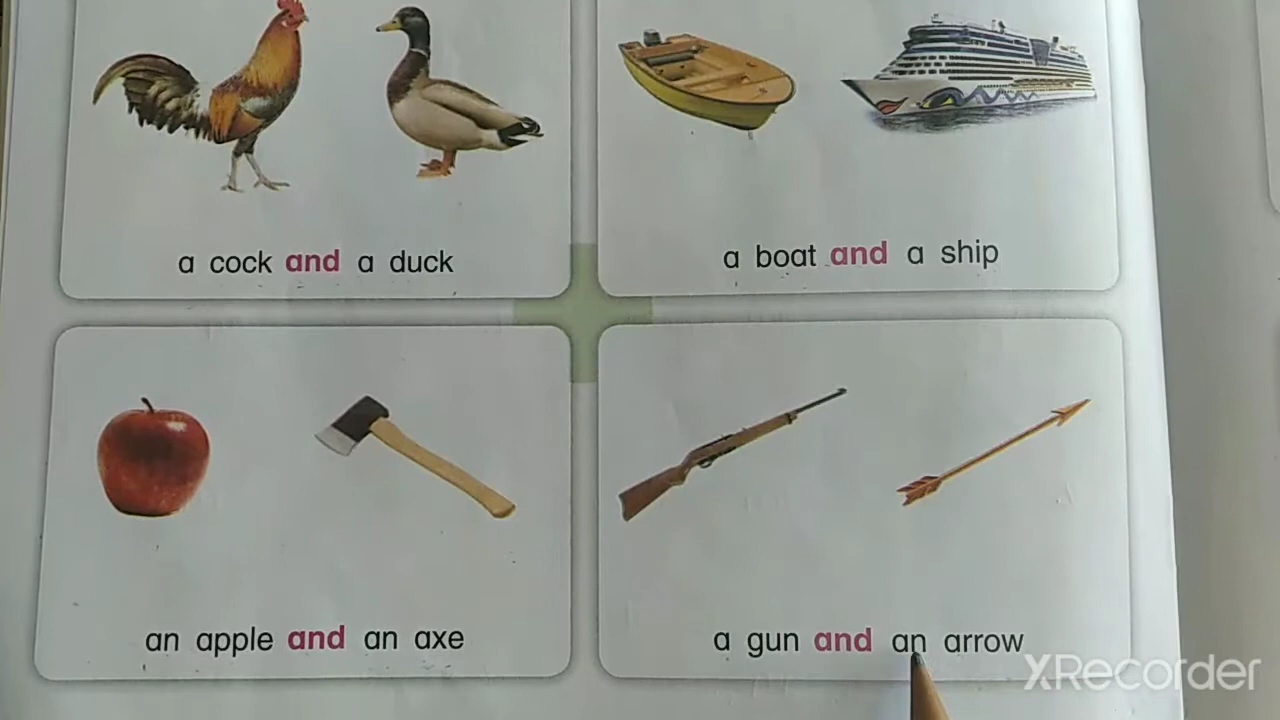 a cock and a duck
a boat and a ship
an apple and an axe
a gun and an arrow
XRecorder